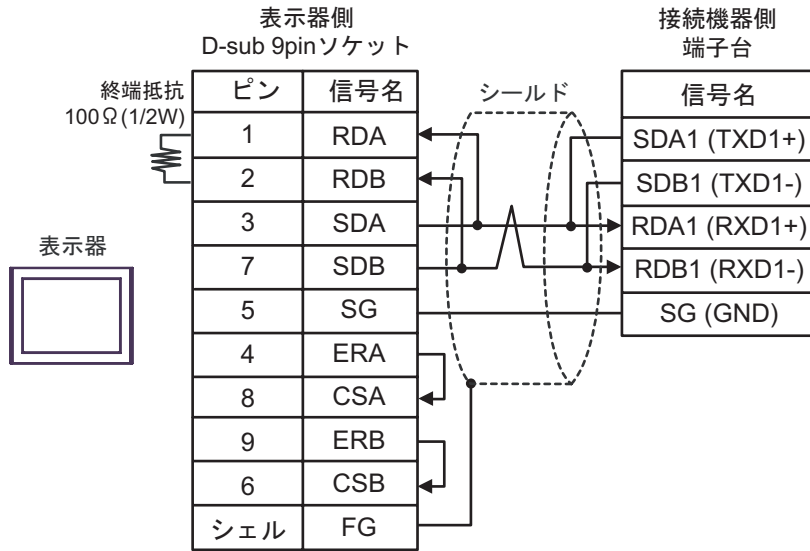 表示器側
D-sub 9pinソケット
接続機器側
端子台
終端抵抗
100Ω(1/2W)
シールド
表示器
ピン 信号名
1 RDA
2 RDB
3 SDA
7 SDB
5 SG
4 ERA
8 CSA
9 ERB
6 CSB
シェル FG
信号名
SDA1 (TXD1+)
SDB1 (TXD1-)
RDA1 (RXD1+)
RDB1 (RXD1-)
SG (GND)